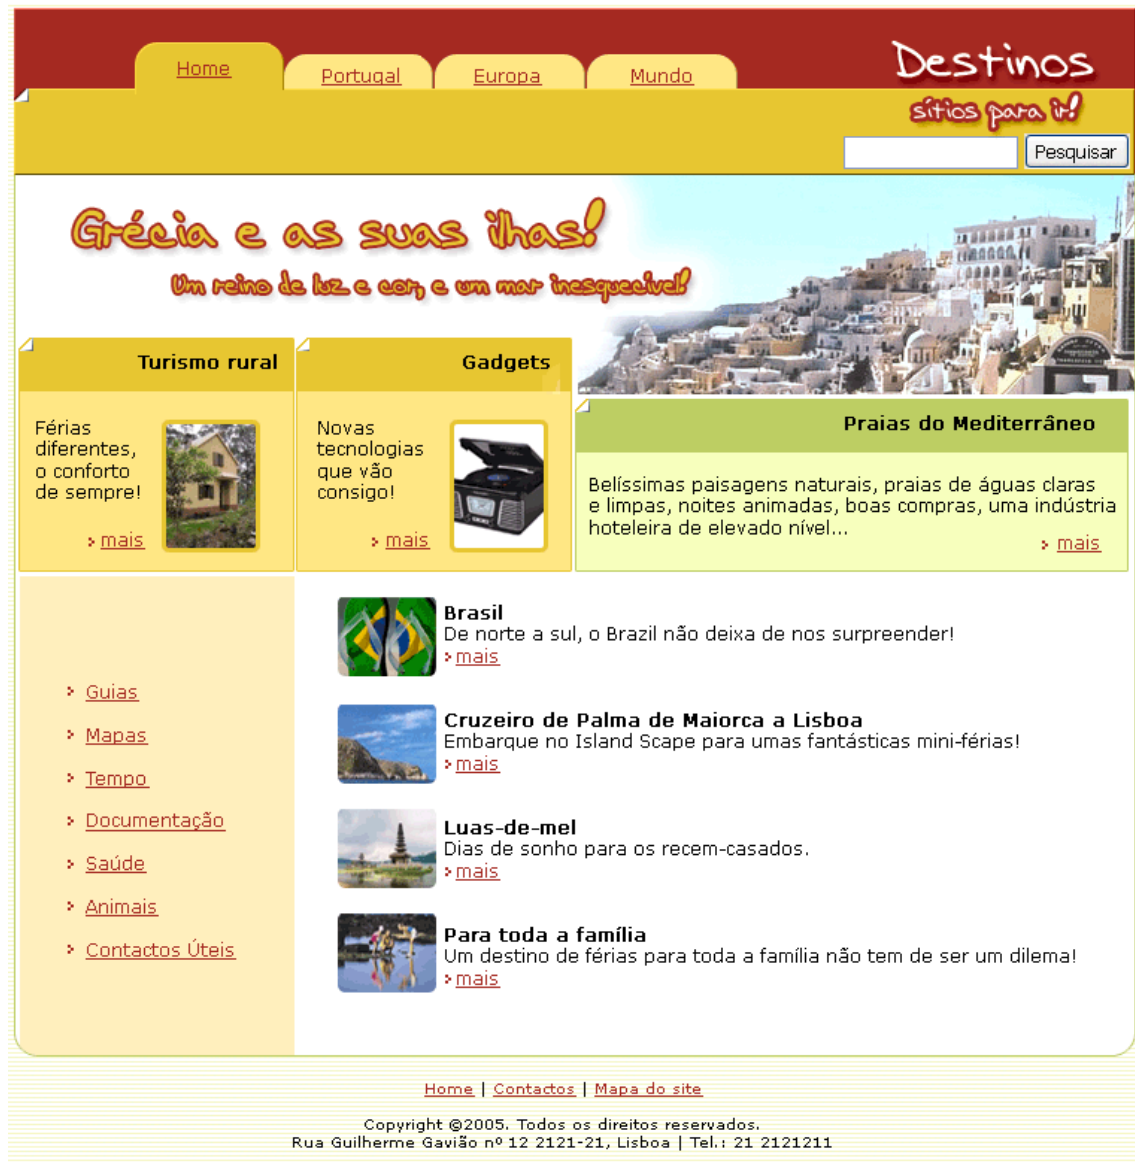 Home
Portugal
Europa
Mundo
Destinos
sítios para ir!
Pesquisar
Grécia e as suas ilhas!
Um reino de luz e cor, e um mar inesquecível!
Turismo rural
Férias
diferentes,
o conforto
de sempre!
mais
Gadgets
Novas
tecnologias
que vão
consigo!
mais
Praias do Mediterrâneo
Belíssimas paisagens naturais, praias de águas claras
e limpas, noites animadas, boas compras, uma indústria
hoteleira de elevado nível...
mais
Guias
Mapas
Tempo
Documentação
Saúde
Animais
Contactos Úteis
Brasil
De norte a sul, o Brazil não deixa de nos surpreender!
mais
Cruzeiro de Palma de Maiorca a Lisboa
Embarque no Island Scape para umas fantásticas mini-férias!
mais
Luas-de-mel
Dias de sonho para os recem-casados.
mais
Para toda a família
Um destino de férias para toda a família não tem de ser um dilema!
mais
Home | Contactos | Mapa do site
Copyright @2005. Todos os direitos reservados.
Rua Guilherme Gavião nº 12 2121-21, Lisboa | Tel.: 21 2121211